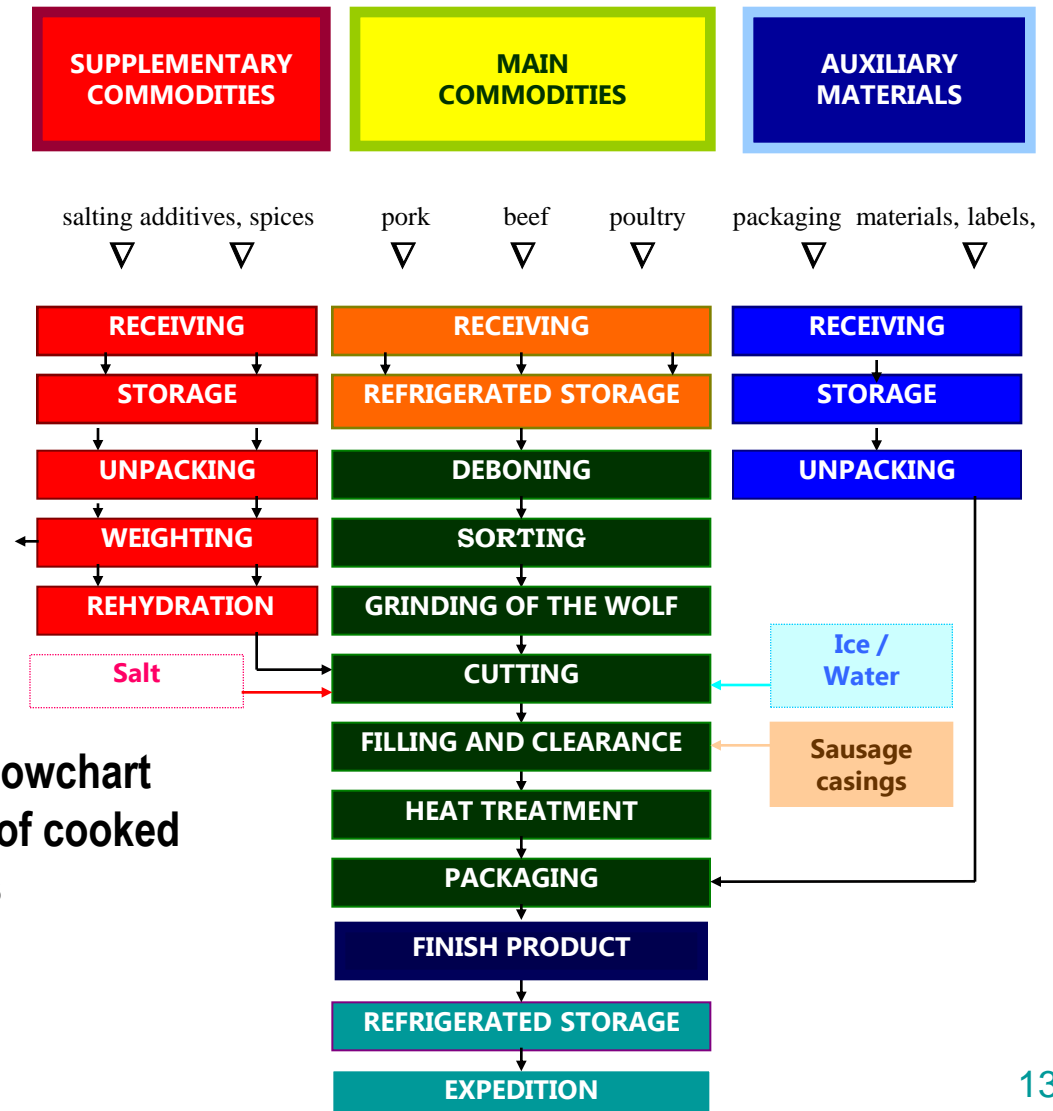 SUPPLEMENTARY
COMMODITIES
MAIN
COMMODITIES
AUXILIARY
MATERIALS
salting additives, spices
pork beef poultry
packaging materials, labels,
RECEIVING
STORAGE
UNPACKING
WEIGHTING
REHYDRATION
Salt
RECEIVING
REFRIGERATED STORAGE
DEBONING
SORTING
GRINDING OF THE WOLF
CUTTING
FILLING AND CLEARANCE
HEAT TREATMENT
PACKAGING
FINISH PRODUCT
REFRIGERATED STORAGE
EXPEDITION
RECEIVING
STORAGE
UNPACKING
Ice /
Water
Sausage
casings
owchart
of cooked
13